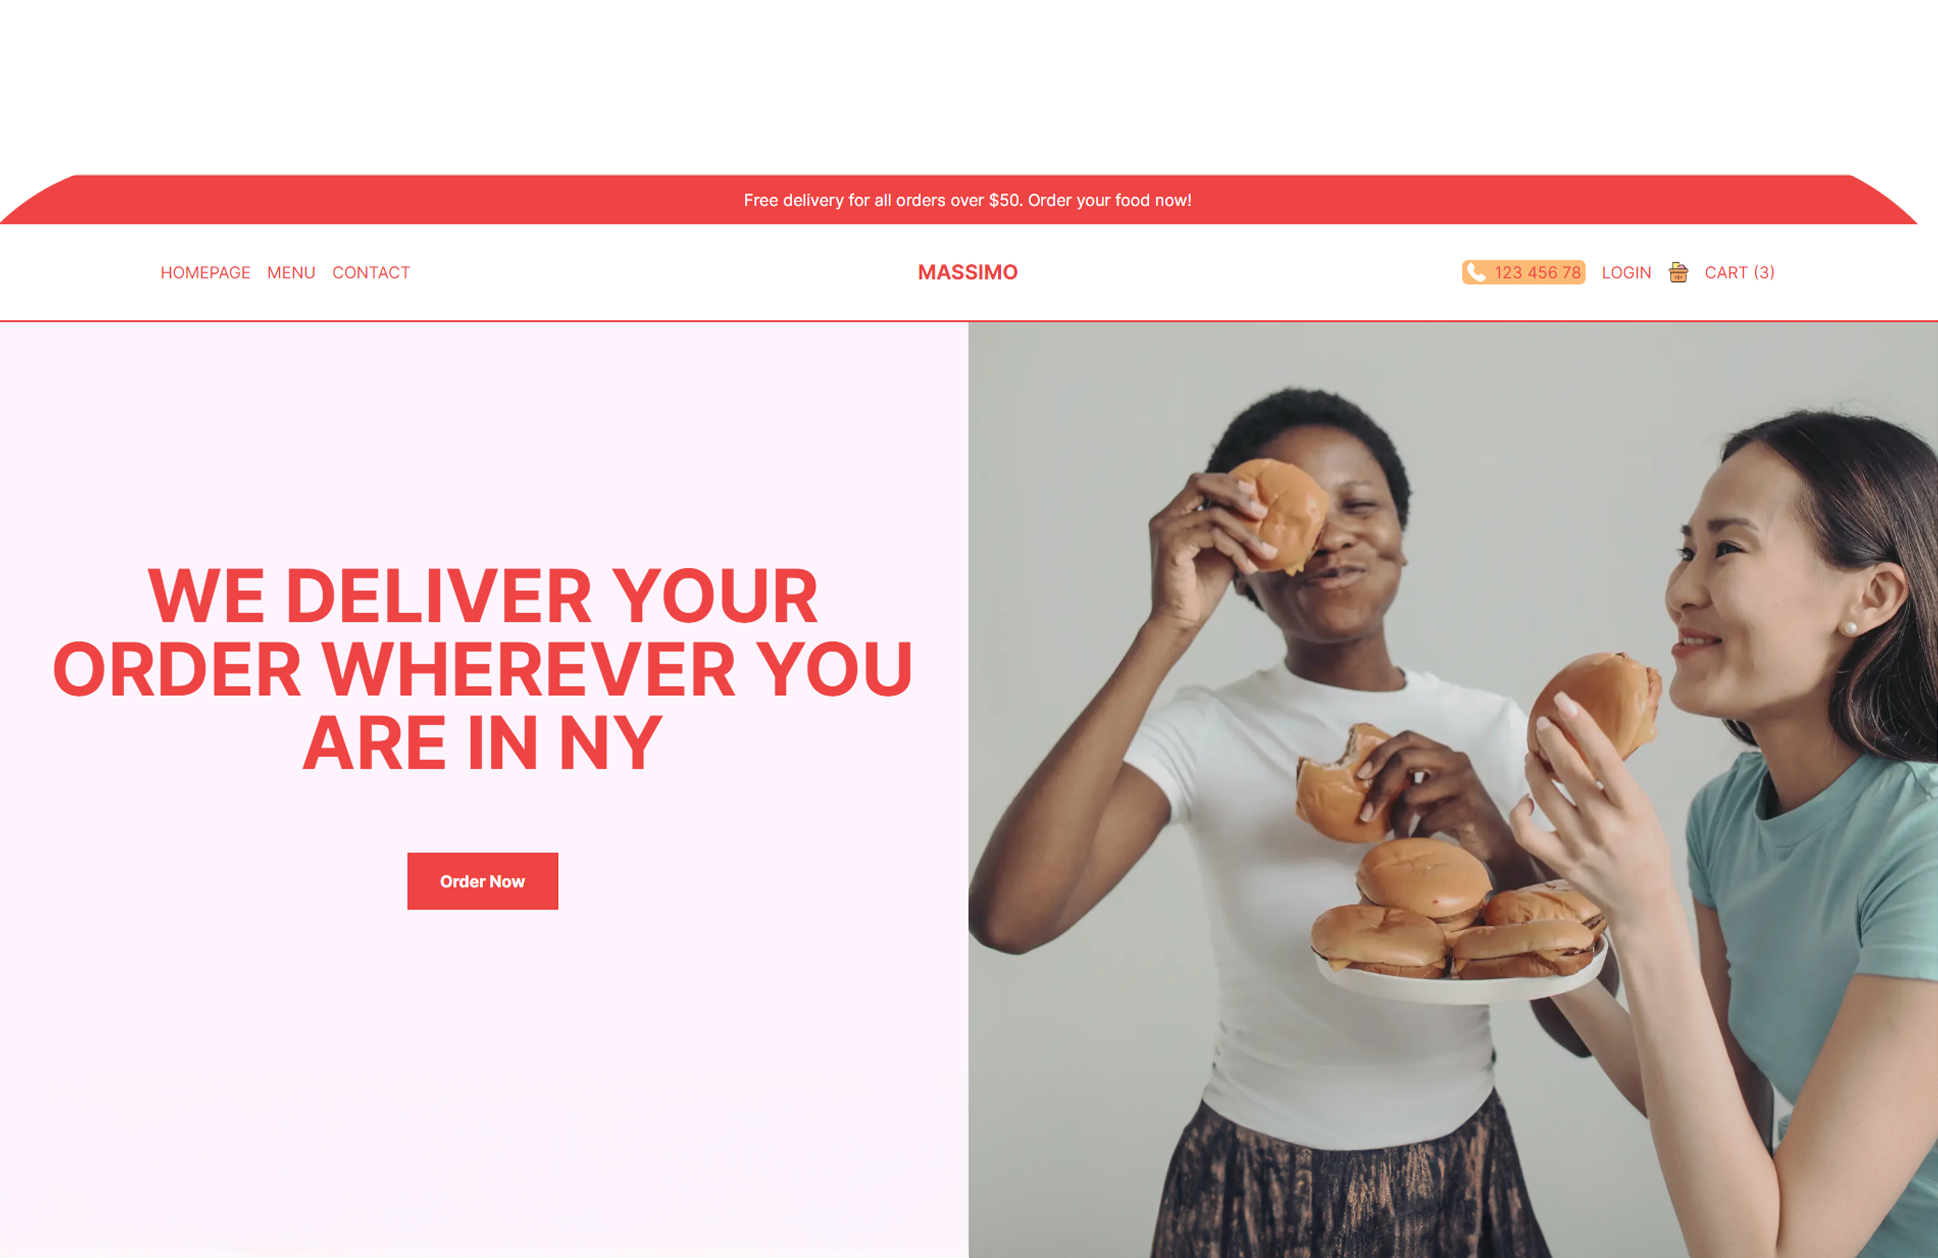 Free delivery for all orders over $50. Order your food now!
HOMEPAGE MENU CONTACT MASSIMO 123 456 78 LOGIN CART (3)
WE DELIVER YOUR
ORDER WHEREVER YOU
ARE IN NY
Order Now